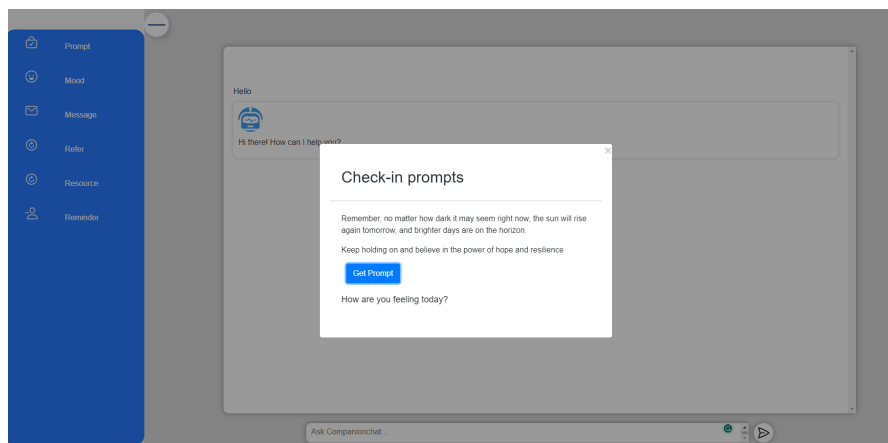 Prompt
Mood
Message
Refer
Resource
Reminder
Hello
Hi there! How can I help you?
×
Check-in prompts
Remember, no matter how dark it may seem right now, the sun will rise
again tomorrow, and brighter days are on the horizon.
Keep holding on and believe in the power of hope and resilience
Get Prompt
How are you feeling today?
Ask Companionchat...